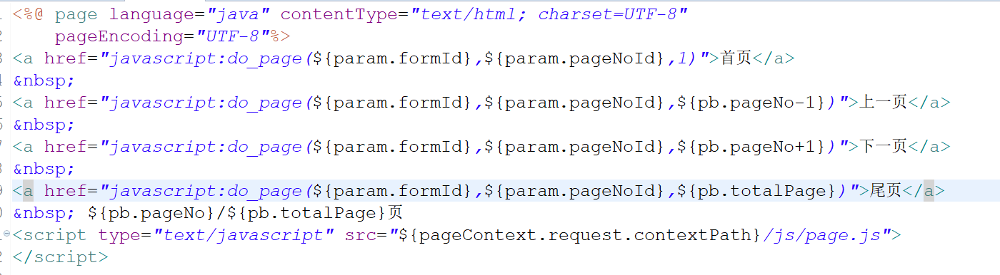 <%@ page language="java" contentType="text/html; charset=UTF-8"
pageEncoding="UTF-8"%>
<a href="javascript:do_page(${param.formId},${param.pageNoId},1)">首页</a>
&nbsp;
<a href="javascript:do_page(${param.formId},${param.pageNoId},${pb.pageNo-1})">上一页</a>
&nbsp;
<a href="javascript:do_page(${param.formId},${param.pageNoId},${pb.pageNo+1})">下一页</a>
&nbsp;
<a href="javascript:do_page(${param.formId},${param.pageNoId},${pb.totalPage})">尾页</a>
&nbsp; ${pb.pageNo}/${pb.totalPage}页
<script type="text/javascript" src="${pageContext.request.contextPath}/js/page.js">
</script>